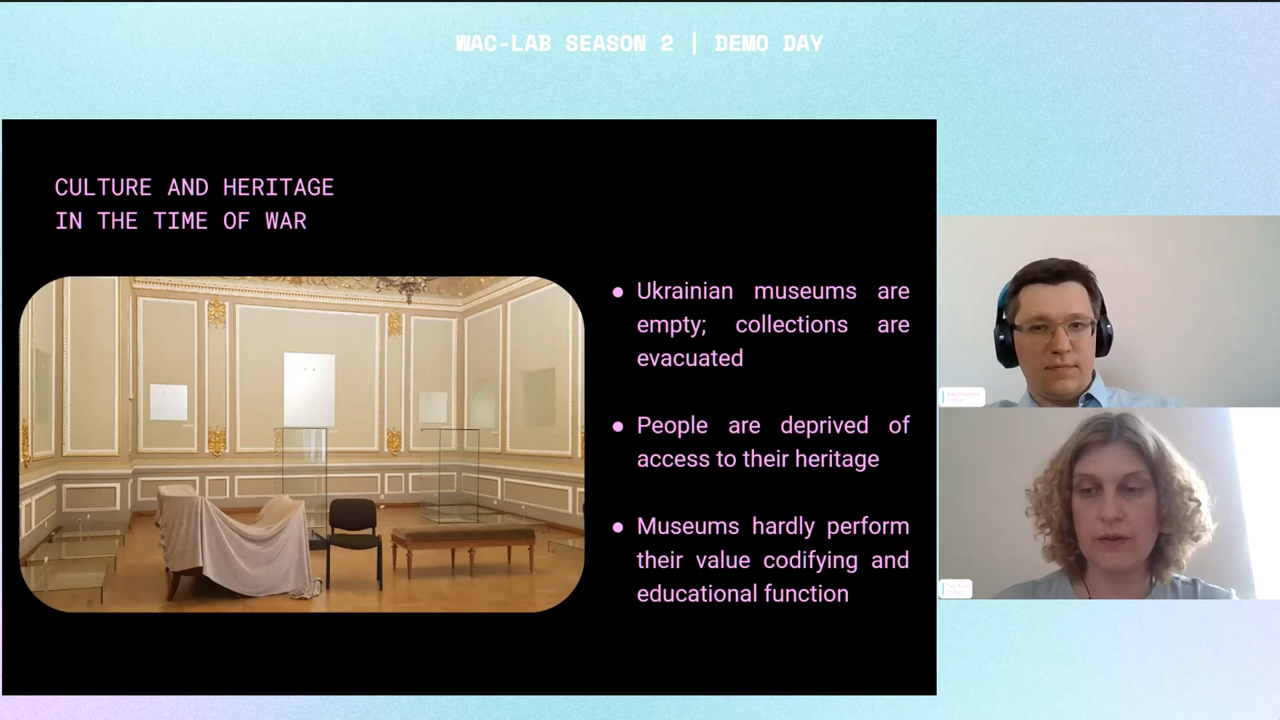 WAC-LAB SEASON 2 | DEMO DAY
CULTURE AND HERITAGE
IN THE TIME OF WAR
● Ukrainian museums are
empty; collections are
evacuated
● People are deprived of
access to their heritage
● Museums hardly perform
their value codifying and
educational function